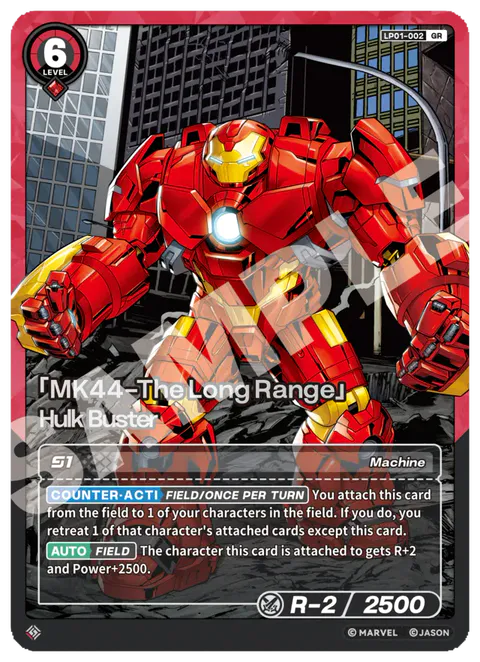 6
LEVEL
LP01-002 GR
「MK44-The Long Range」
Hulk Buster
S1
Machine
COUNTER·ACT1 FIELD/ONCE PER TURN You attach this card
from the field to 1 of your characters in the field. If you do, you
retreat 1 of that character's attached cards except this card.
AUTO FIELD The character this card is attached to gets R+2
and Power+2500.
R-2 / 2500
© MARVEL © JASON
SAMPLE